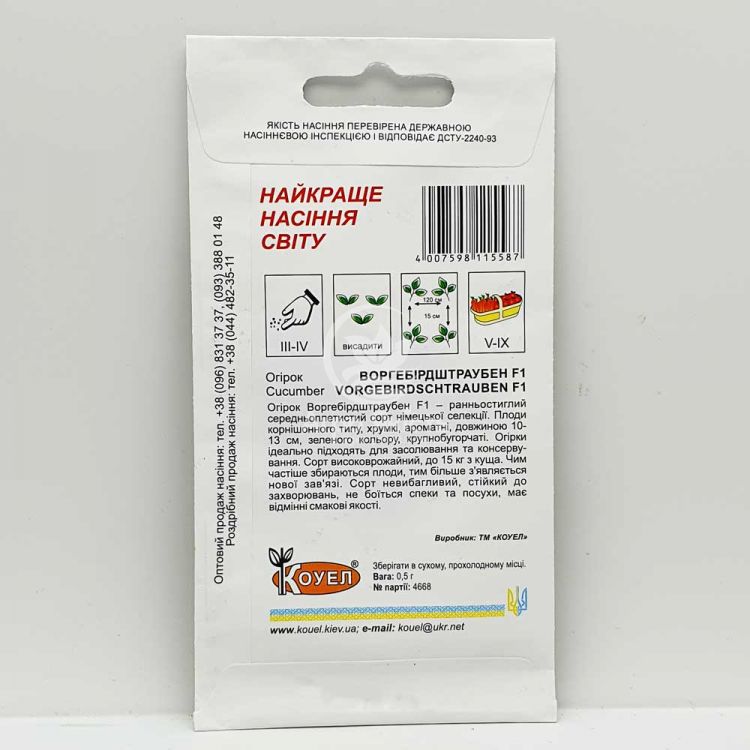 ЯКІСТЬ НАСІННЯ ПЕРЕВІРЕНА ДЕРЖАВНОЮ
НАСІННЄВОЮ ІНСПЕКЦІЄЮ І ВІДПОВІДАЄ ДСТУ-2240-93
НАЙКРАЩЕ
НАСІННЯ
СВІТУ
4 007598 115587
III-IV
висадити
120 см
15 см
V-IX
Огірок ВОРГЕБІРДШТРАУБЕН F1
Cucumber VORGEBIRDSCHTRAUBEN F1
Огірок Воргебірдштраубен F1 – ранньостиглий
середньоплетистий сорт німецької селекції. Плоди
корнішонного типу, хрумкі, ароматні, довжиною 10-
13 см, зеленого кольору, крупнобугорчаті. Огірки
ідеально підходять для засолювання та консерву-
вання. Сорт високоврожайний, до 15 кг з куща. Чим
частіше збираються плоди, тим більше з'являється
нової зав'язі. Сорт невибагливий, стійкий до
захворювань, не боїться спеки та посухи, має
відмінні смакові якості.
Виробник: ТМ «КОУЕЛ»
КОУЕЛ®
Зберігати в сухому, прохолодному місці.
Вага: 0,5 г
№ партії: 4668
www.kouel.kiev.ua; e-mail: kouel@ukr.net
Оптовий продаж насіння: тел. +38 (096) 831 37 37, (093) 388 01 48
Роздрібний продаж насіння: тел. +38 (044) 482-35-11